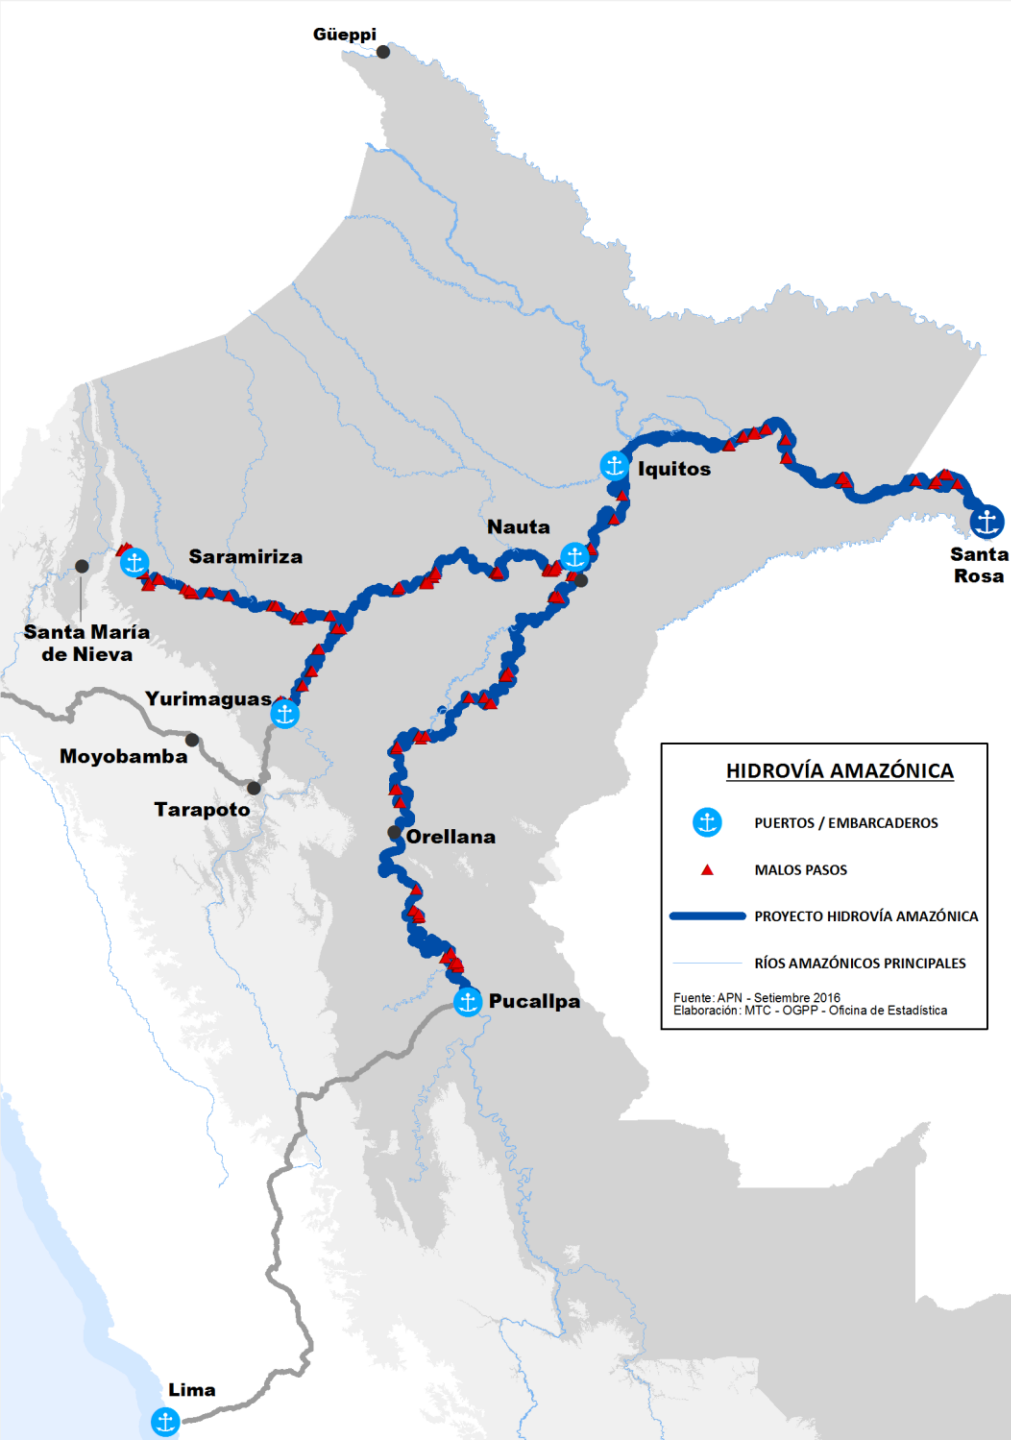 Güeppi
Iquitos
Nauta
Saramiriza
Santa
Rosa
Santa María
de Nieva
Yurimaguas
Moyobamba
Tarapoto
Orellana
Pucallpa
Lima
HIDROVÍA AMAZÓNICA
PUERTOS / EMBARCADEROS
MALOS PASOS
PROYECTO HIDROVÍA AMAZÓNICA
RÍOS AMAZÓNICOS PRINCIPALES
Fuente: APN - Setiembre 2016
Elaboración: MTC - OGPP - Oficina de Estadística